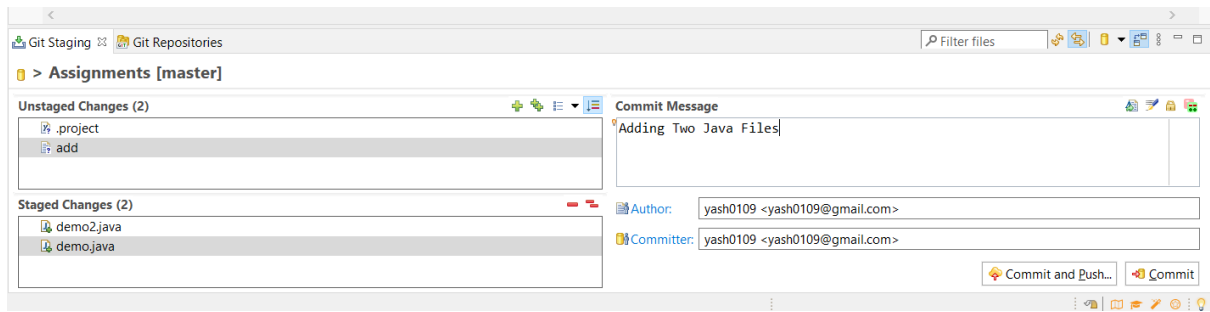 Git Staging Git Repositories Filter files
> Assignments [master]
Unstaged Changes (2)
.project
add
Staged Changes (2)
demo2.java
demo.java
Commit Message
Adding Two Java Files
Author: yash0109 <yash0109@gmail.com>
Committer: yash0109 <yash0109@gmail.com>
Commit and Push... Commit